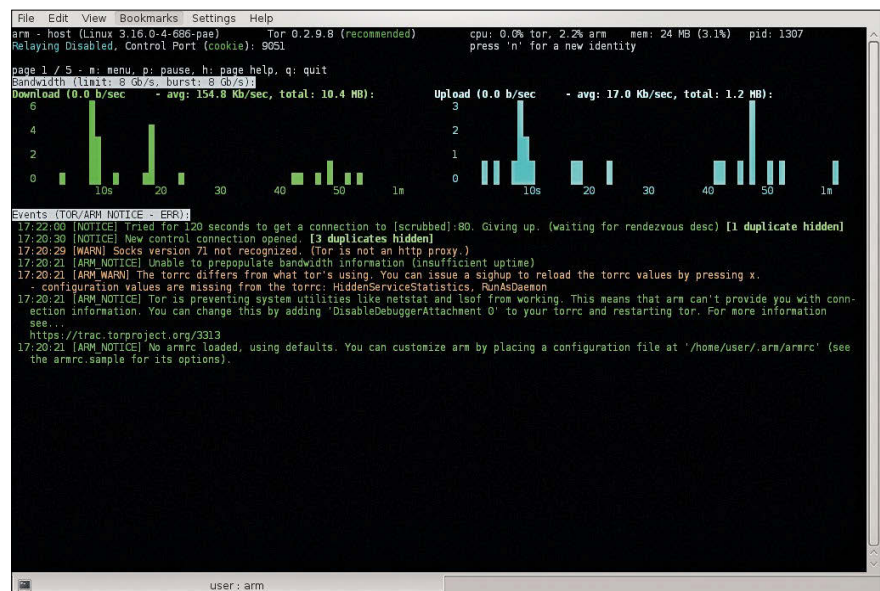 File Edit View Bookmarks Settings Help
arm - host (Linux 3.16.0-4-686-pae) Tor 0.2.9.8 (recommended) cpu: 0.0% tor, 2.2% arm mem: 24 MB (3.1%) pid: 1307
Relaying Disabled, Control Port (cookie): 9051 press 'n' for a new identity
page 1 / 5 - m: menu, p: pause, h: page help, q: quit
Bandwidth (limit: 8 Gb/s, burst: 8 Gb/s):
Download (0.0 b/sec - avg: 154.8 Kb/sec, total: 10.4 MB): Upload (0.0 b/sec - avg: 17.0 Kb/sec, total: 1.2 MB):
6 3
4 2
2 1
0 0
10s 20 30 40 50 1m 10s 20 30 40 50 1m
Events (TOR/ARM NOTICE - ERR):
17:22:00 [NOTICE] Tried for 120 seconds to get a connection to [scrubbed]:80. Giving up. (waiting for rendezvous desc) [1 duplicate hidden]
17:20:30 [NOTICE] New control connection opened. [3 duplicates hidden]
17:20:29 [WARN] Socks version 71 not recognized. (Tor is not an http proxy.)
17:20:21 [ARM_NOTICE] Unable to prepopulate bandwidth information (insufficient uptime)
17:20:21 [ARM_WARN] The torrc differs from what tor's using. You can issue a sighup to reload the torrc values by pressing x.
- configuration values are missing from the torrc: HiddenServiceStatistics, RunAsDaemon
17:20:21 [ARM_NOTICE] Tor is preventing system utilities like netstat and lsof from working. This means that arm can't provide you with conn-
ection information. You can change this by adding 'DisableDebuggerAttachment 0' to your torrc and restarting tor. For more information
see...
https://trac.torproject.org/3313
17:20:21 [ARM_NOTICE] No armrc loaded, using defaults. You can customize arm by placing a configuration file at '/home/user/.arm/armrc' (see
the armrc.sample for its options).
user : arm